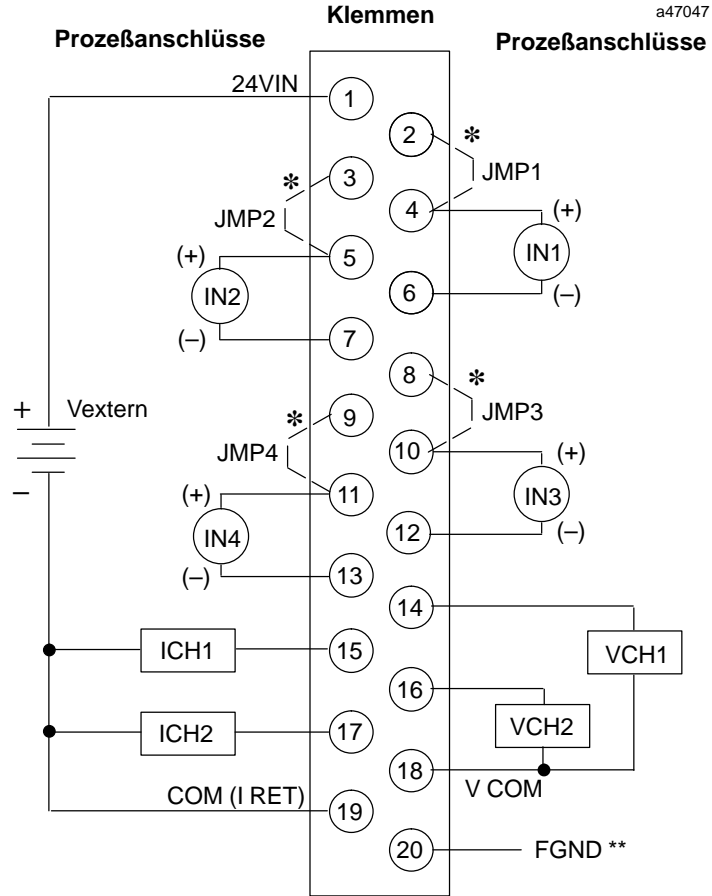 a47047
Klemmen
Prozeßanschlüsse
Prozeßanschlüsse
24VIN
1
2
*
3
*
JMP1
4
(+)
JMP2
(+)
5
IN1
IN2
6
(–)
(–)
7
8
*
+
Vextern
*
9
JMP3
JMP4
10
(+)
–
(+)
11
IN3
IN4
12
(–)
(–)
13
14
ICH1
15
VCH1
16
ICH2
17
VCH2
18
V COM
COM (I RET)
19
20
FGND **